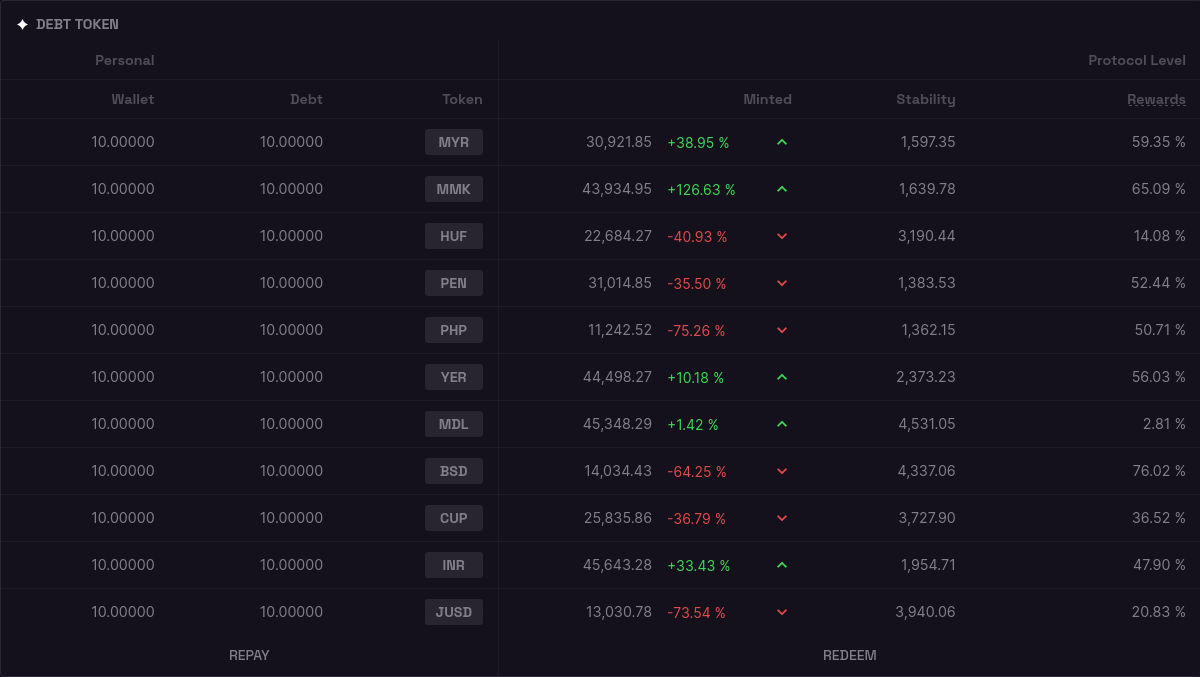 DEBT TOKEN
Personal Protocol Level
Wallet Debt Token Minted Stability Rewards
10.00000 10.00000 MYR 30,921.85 +38.95 % 1,597.35 59.35 %
10.00000 10.00000 MMK 43,934.95 +126.63 % 1,639.78 65.09 %
10.00000 10.00000 HUF 22,684.27 -40.93 % 3,190.44 14.08 %
10.00000 10.00000 PEN 31,014.85 -35.50 % 1,383.53 52.44 %
10.00000 10.00000 PHP 11,242.52 -75.26 % 1,362.15 50.71 %
10.00000 10.00000 YER 44,498.27 +10.18 % 2,373.23 56.03 %
10.00000 10.00000 MDL 45,348.29 +1.42 % 4,531.05 2.81 %
10.00000 10.00000 BSD 14,034.43 -64.25 % 4,337.06 76.02 %
10.00000 10.00000 CUP 25,835.86 -36.79 % 3,727.90 36.52 %
10.00000 10.00000 INR 45,643.28 +33.43 % 1,954.71 47.90 %
10.00000 10.00000 JUSD 13,030.78 -73.54 % 3,940.06 20.83 %
REPAY REDEEM